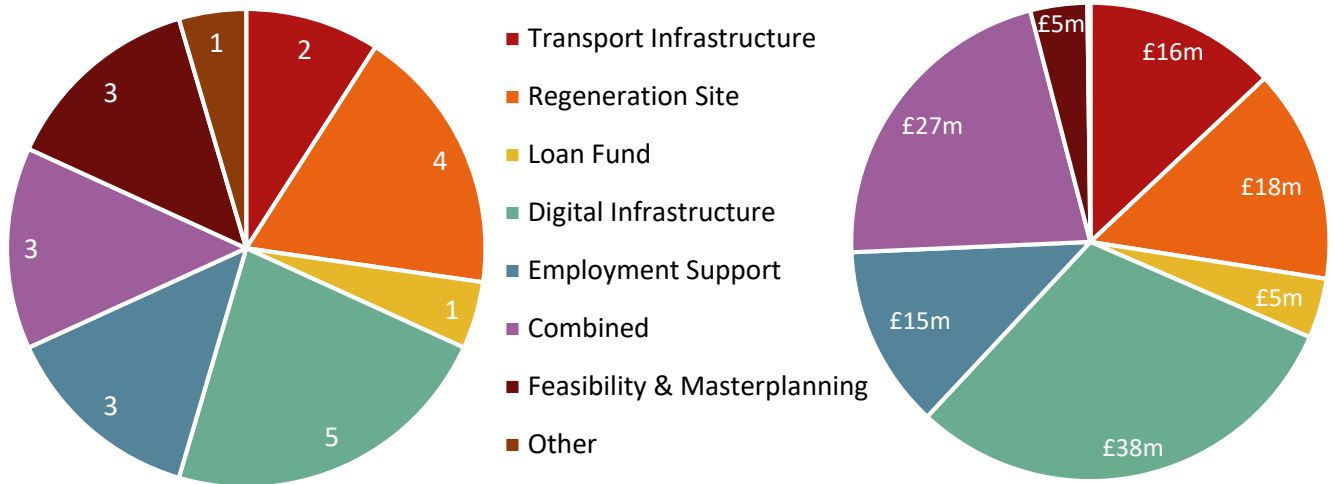 2
4
1
5
3
3
3
1
Transport Infrastructure
Regeneration Site
Loan Fund
Digital Infrastructure
Employment Support
Combined
Feasibility & Masterplanning
Other
£16m
£18m
£5m
£38m
£15m
£27m
£5m